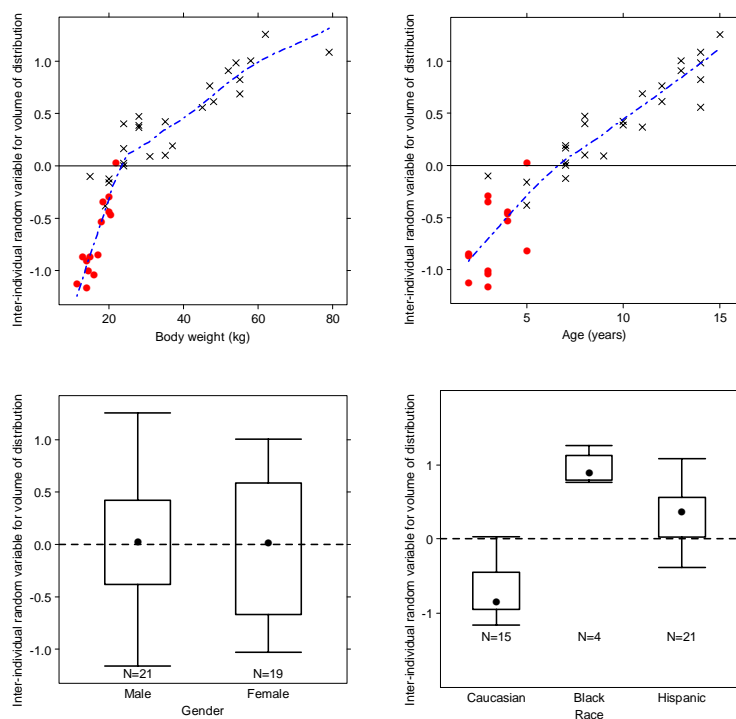 Inter-individual random variable for volume of distribution
1.0
0.5
0.0
-0.5
-1.0
20 40 60 80
Body weight (kg)
Inter-individual random variable for volume of distribution
1.0
0.5
0.0
-0.5
-1.0
5 10 15
Age (years)
Inter-individual random variable for volume of distribution
1.0
0.5
0.0
-0.5
-1.0
N=21 N=19
Male Female
Gender
Inter-individual random variable for volume of distribution
1
0
-1
N=15 N=4 N=21
Caucasian Black Hispanic
Race